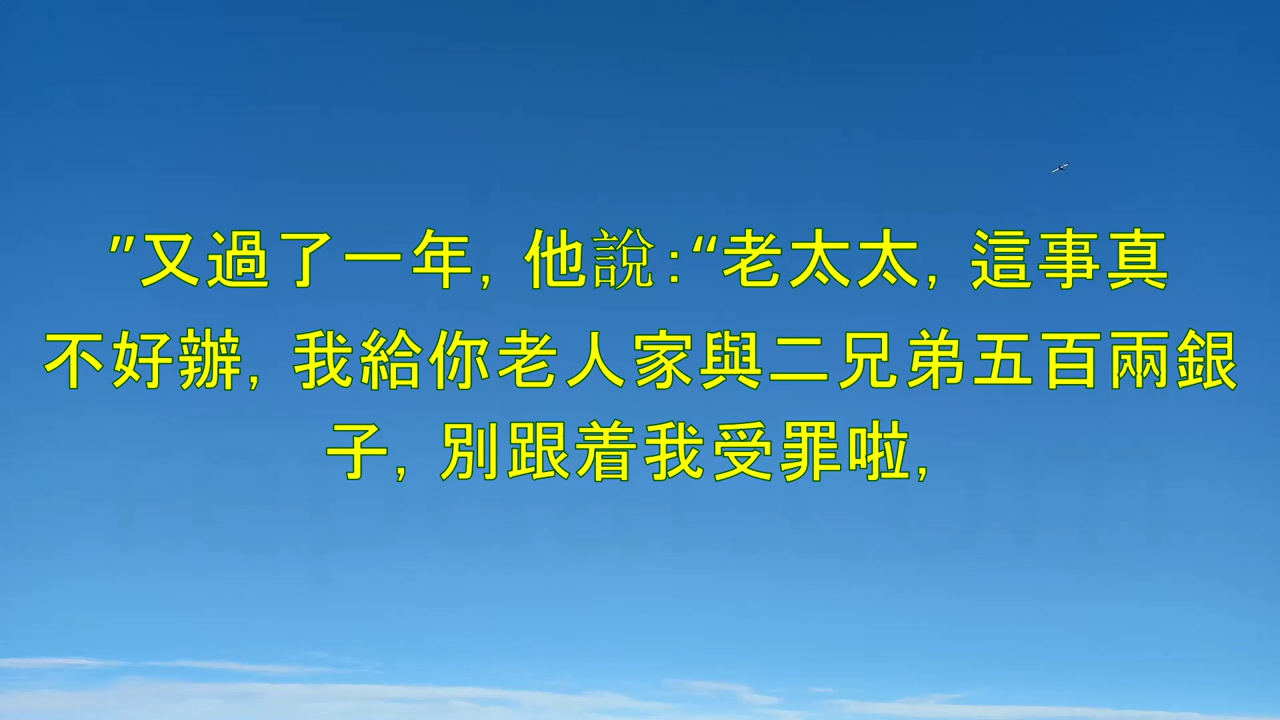 "又過了一年, 他說:“老太太, 這事真
不好辦, 我給你老人家與二兄弟五百兩銀
子, 別跟着我受罪啦,